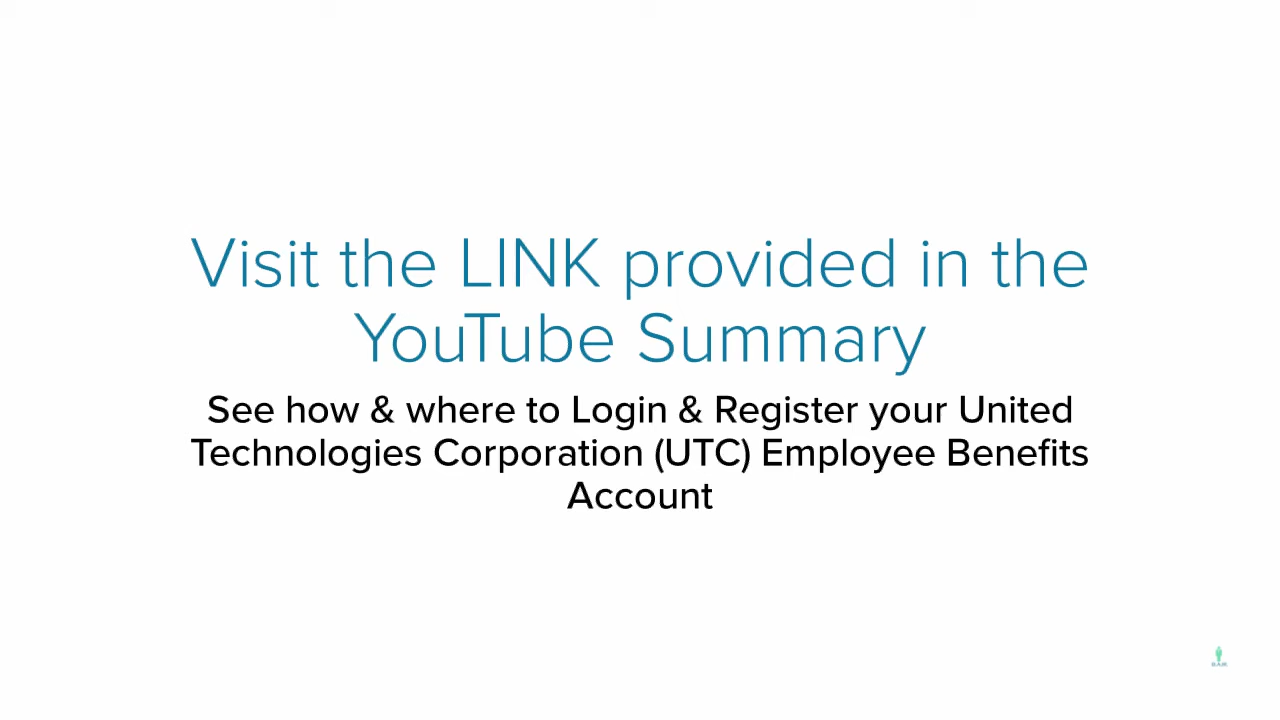 Visit the LINK provided in the
YouTube Summary
See how & where to Login & Register your United
Technologies Corporation (UTC) Employee Benefits
Account